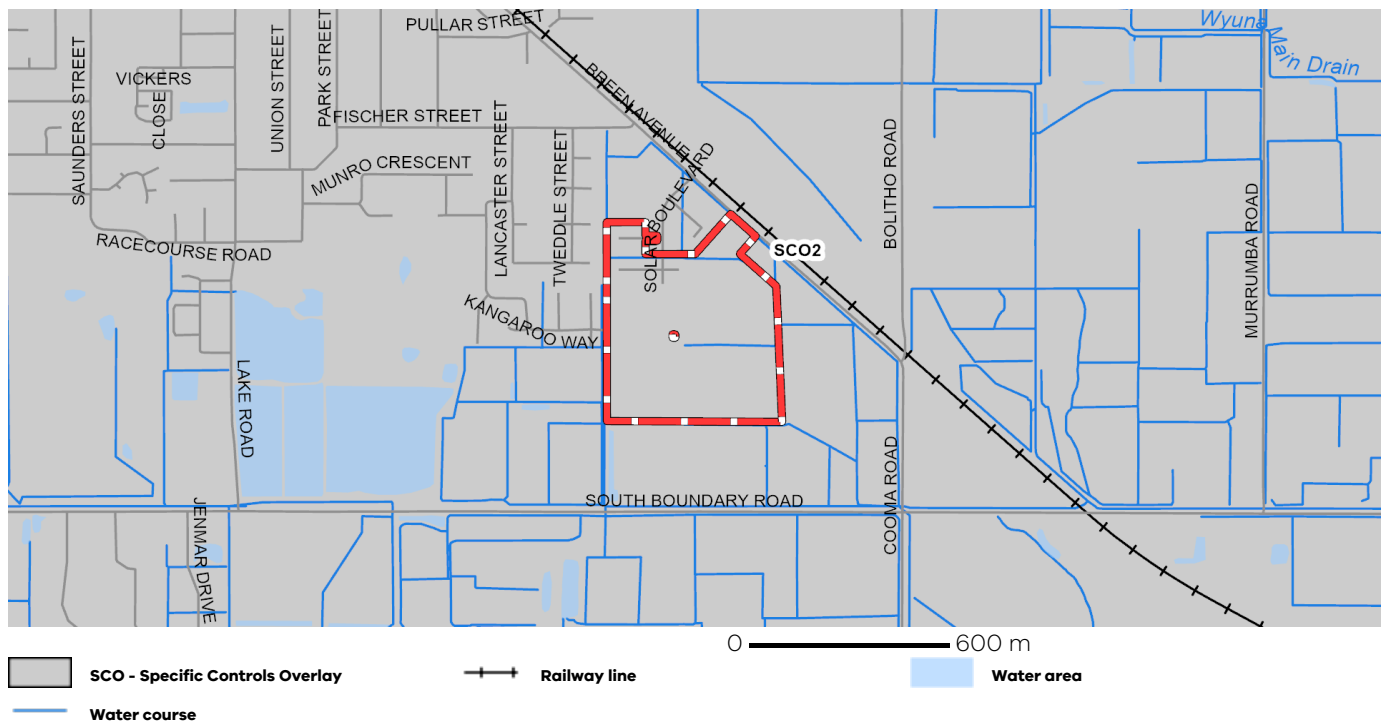 PULLAR STREET
Wyuna
Main Drain
VICKERS
CLOSE
SAUNDERS STREET
UNION STREET
PARK STREET
BREEN AVENUE
FISCHER STREET
LANCASTER STREET
TWEDDLE STREET
MUNRO CRESCENT
SOLAR BOULEVARD
BOLITHO ROAD
MURRUMBA ROAD
RACECOURSE ROAD
SCO2
KANGAROO WAY
LAKE ROAD
COOMA ROAD
SOUTH BOUNDARY ROAD
JENMAR DRIVE
0 600 m
SCO - Specific Controls Overlay
Railway line
Water area
Water course